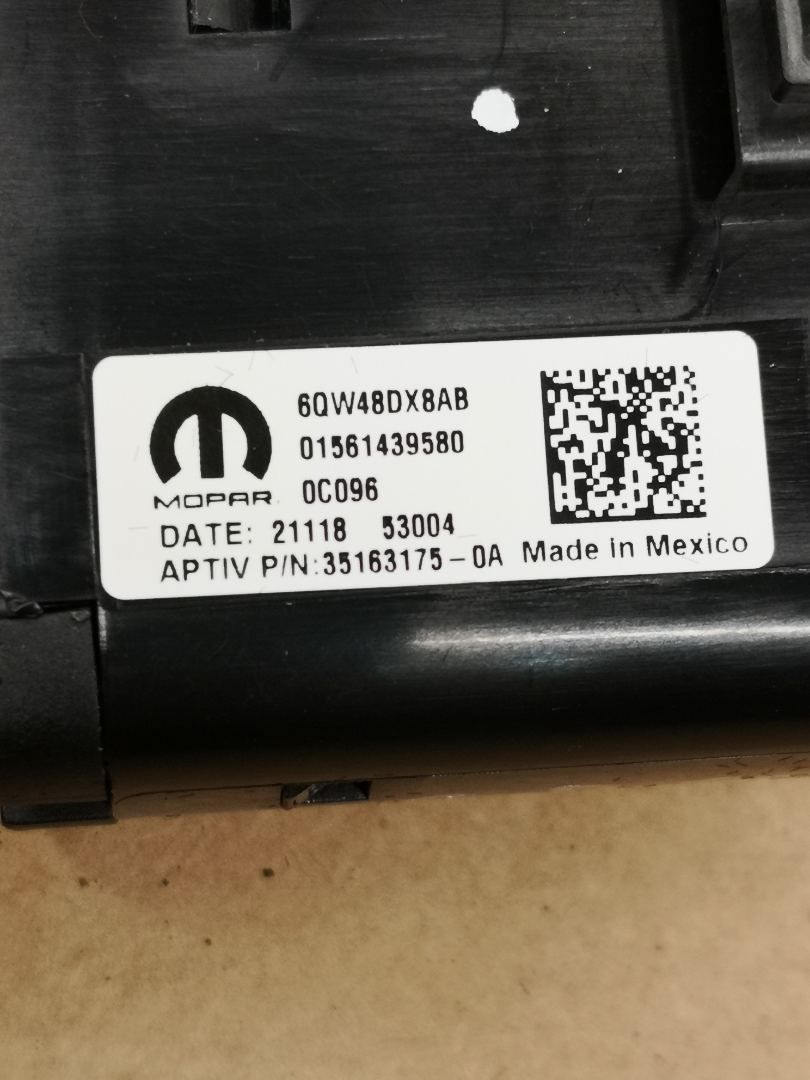 6QW48DX8AB
01561439580
MOPAR 0C096
DATE: 21118 53004
APTIV P/N:35163175-0A Made in Mexico